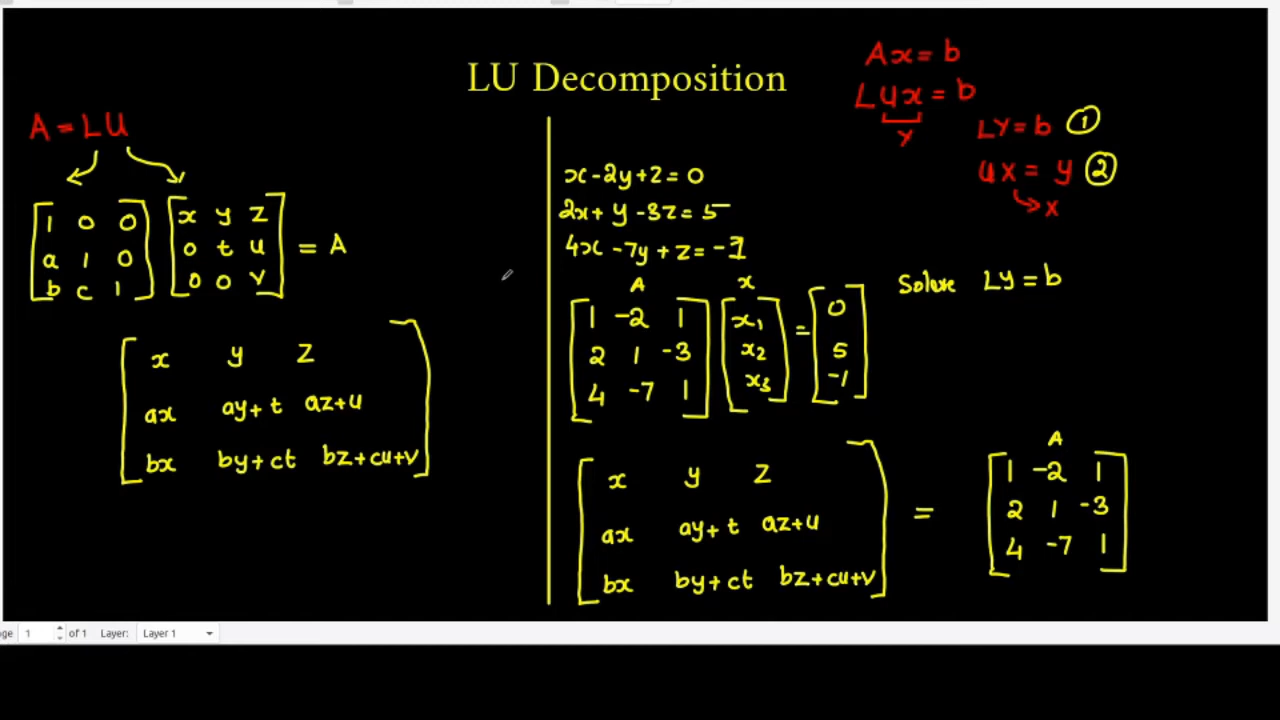 LU Decomposition
A = LU
1 0 0
a 1 0
b c 1
x y z
0 t u
0 0 v
= A
x y z
ax ay+t az+u
bx by+ct bz+cu+v
Ax = b
LUx = b
Y
LY = b ①
UX = y ②
x
x - 2y + z = 0
2x + y - 3z = 5
4x - 7y + z = -1
A
1 -2 1
2 1 -3
4 -7 1
x
x1
x2
x3
=
0
5
-1
Solve LY = b
x y z
ax ay+t az+u
bx by+ct bz+cu+v
=
A
1 -2 1
2 1 -3
4 -7 1
age 1 of 1 Layer: Layer 1